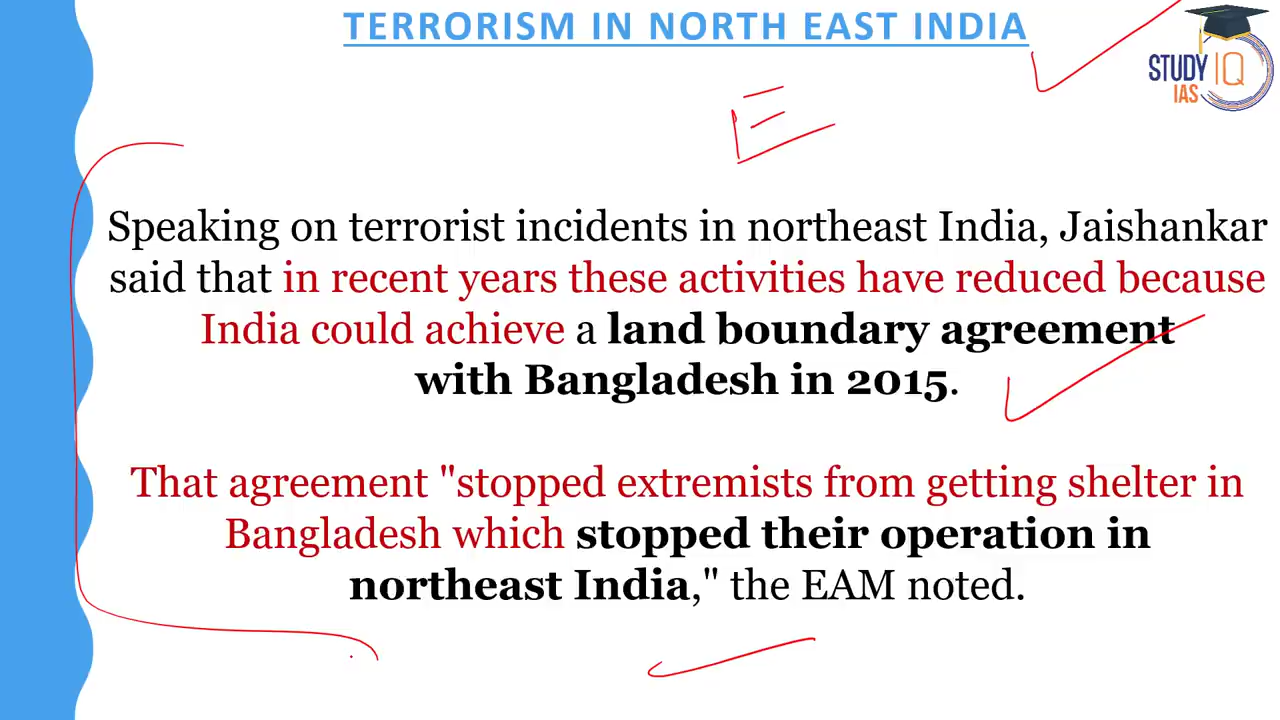 TERRORISM IN NORTH EAST INDIA
STUDY IQ
IAS
E
Speaking on terrorist incidents in northeast India, Jaishankar
said that in recent years these activities have reduced because
India could achieve a land boundary agreement
with Bangladesh in 2015.
That agreement "stopped extremists from getting shelter in
Bangladesh which stopped their operation in
northeast India," the EAM noted.